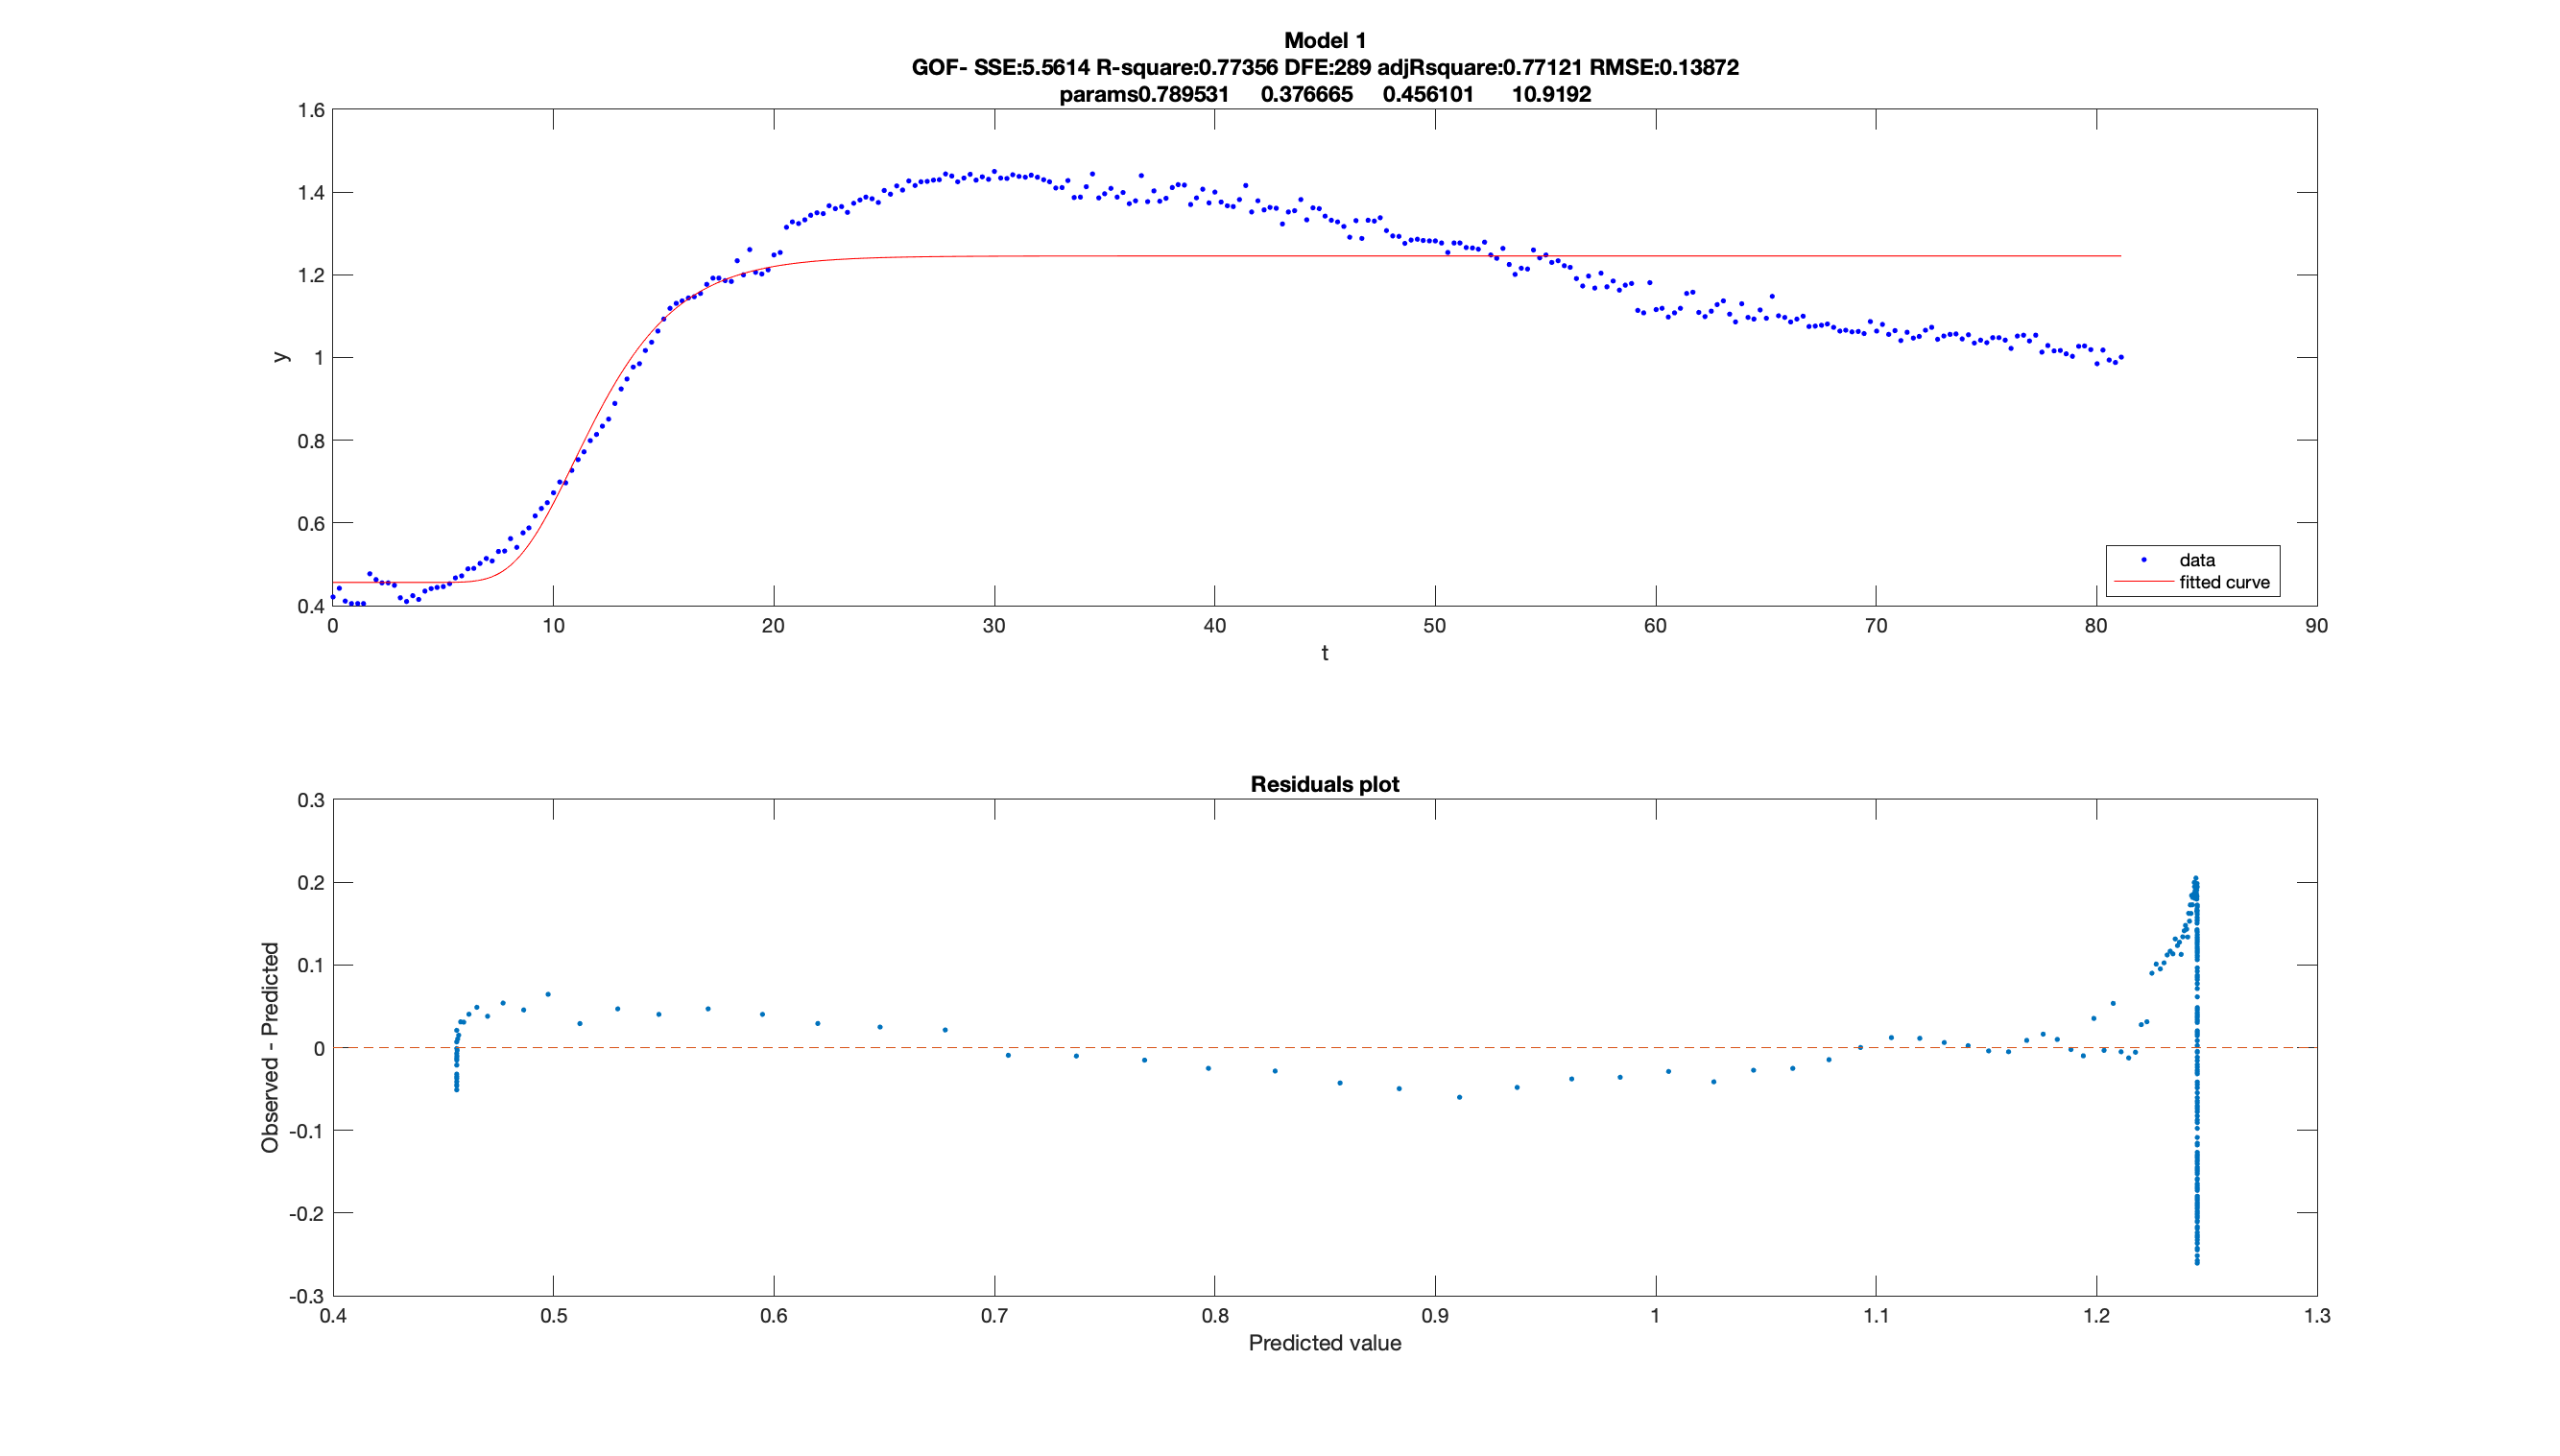 Model 1
GOF- SSE:5.5614 R-square:0.77356 DFE:289 adjRsquare:0.77121 RMSE:0.13872
params0.789531 0.376665 0.456101 10.9192
1.6
1.4
1.2
1
0.8
0.6
0.4
y
0 10 20 30 40 50 60 70 80 90
t
data
fitted curve
Residuals plot
0.3
0.2
0.1
0
-0.1
-0.2
-0.3
Observed - Predicted
0.4 0.5 0.6 0.7 0.8 0.9 1 1.1 1.2 1.3
Predicted value